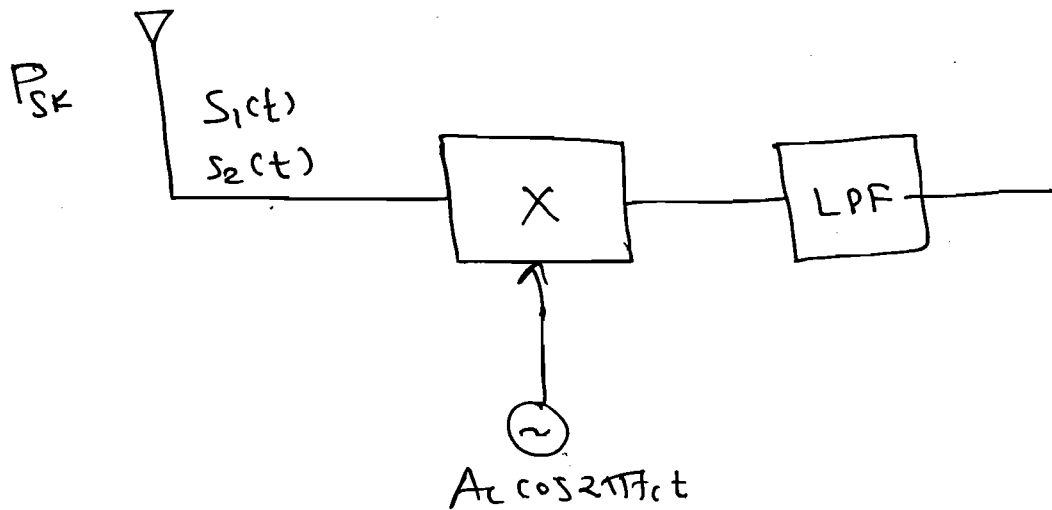 PSK
S₁(t)
S₂(t)
X
LPF
~
Ac cos2πfct